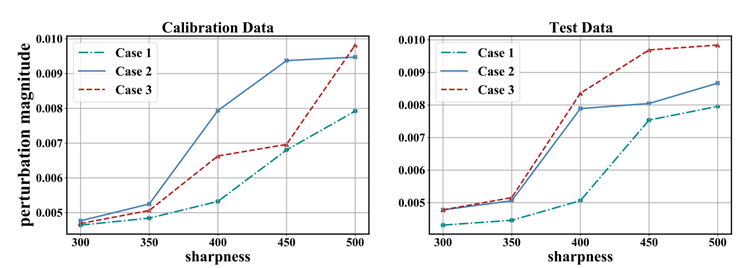 Calibration Data
perturbation magnitude
0.010
0.009
0.008
0.007
0.006
0.005
Case 1
Case 2
Case 3
300 350 400 450 500
sharpness
Test Data
0.010
0.009
0.008
0.007
0.006
0.005
Case 1
Case 2
Case 3
300 350 400 450 500
sharpness